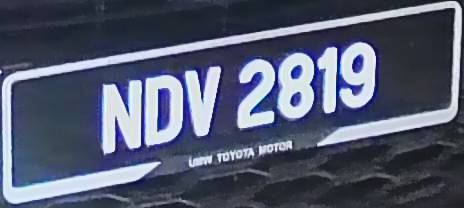 NDV 2819
UMW TOYOTA MOTOR